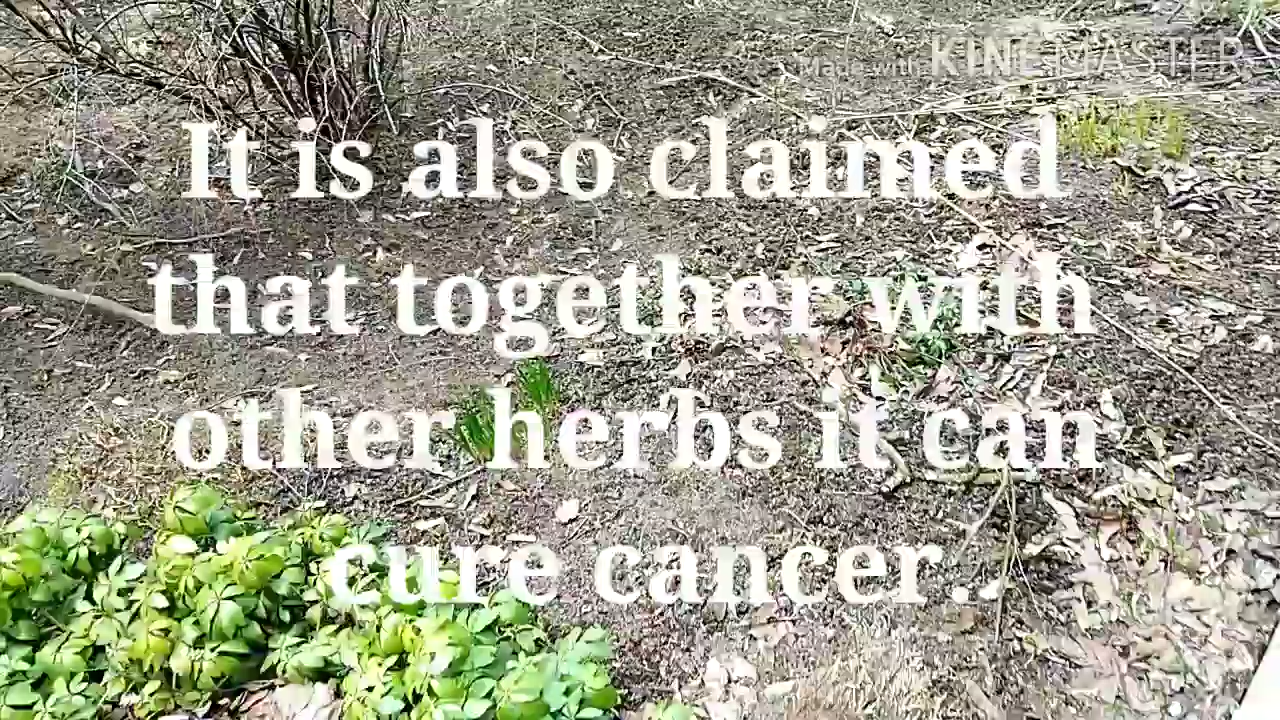 Made with KINEMASTER
It is also claimed
that together with
other herbs it can
cure cancer..